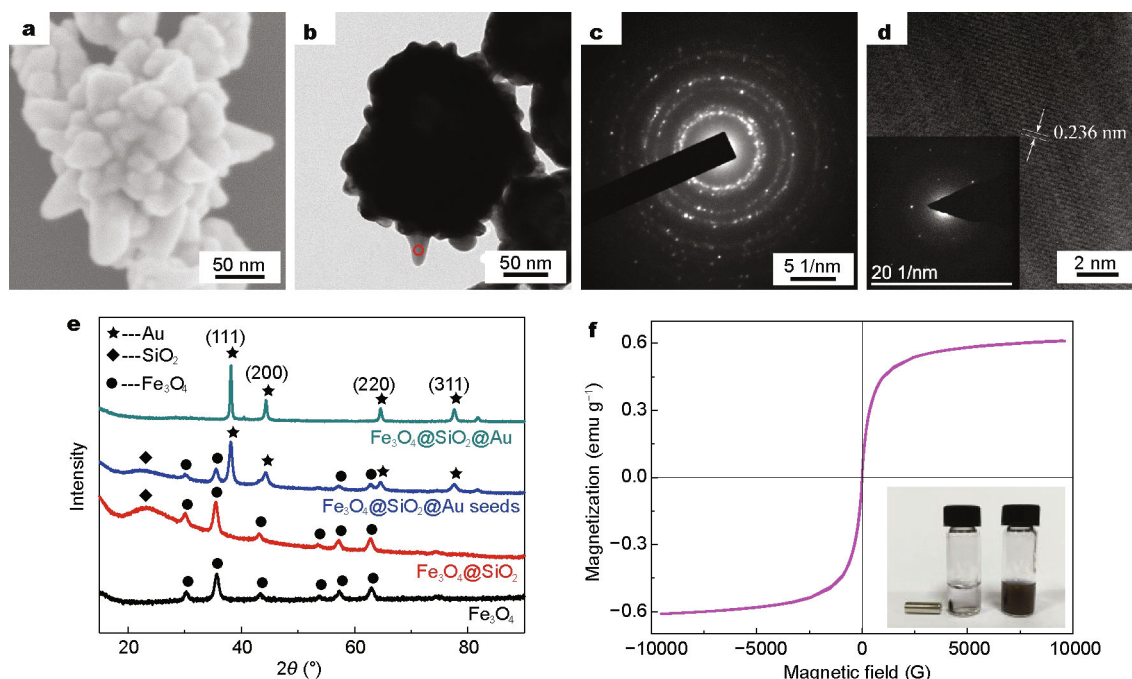 a
50 nm
b
50 nm
c
5 1/nm
d
0.236 nm
20 1/nm
2 nm
e
★---Au
◆---SiO₂
●---Fe₃O₄
(111)
(200)
(220)
(311)
Fe₃O₄@SiO₂@Au
Fe₃O₄@SiO₂@Au seeds
Fe₃O₄@SiO₂
Fe₃O₄
Intensity
20
40
60
80
2θ (°)
f
Magnetization (emu g⁻¹)
0.6
0.3
0.0
−0.3
−0.6
−10000
−5000
0
5000
10000
Magnetic field (G)